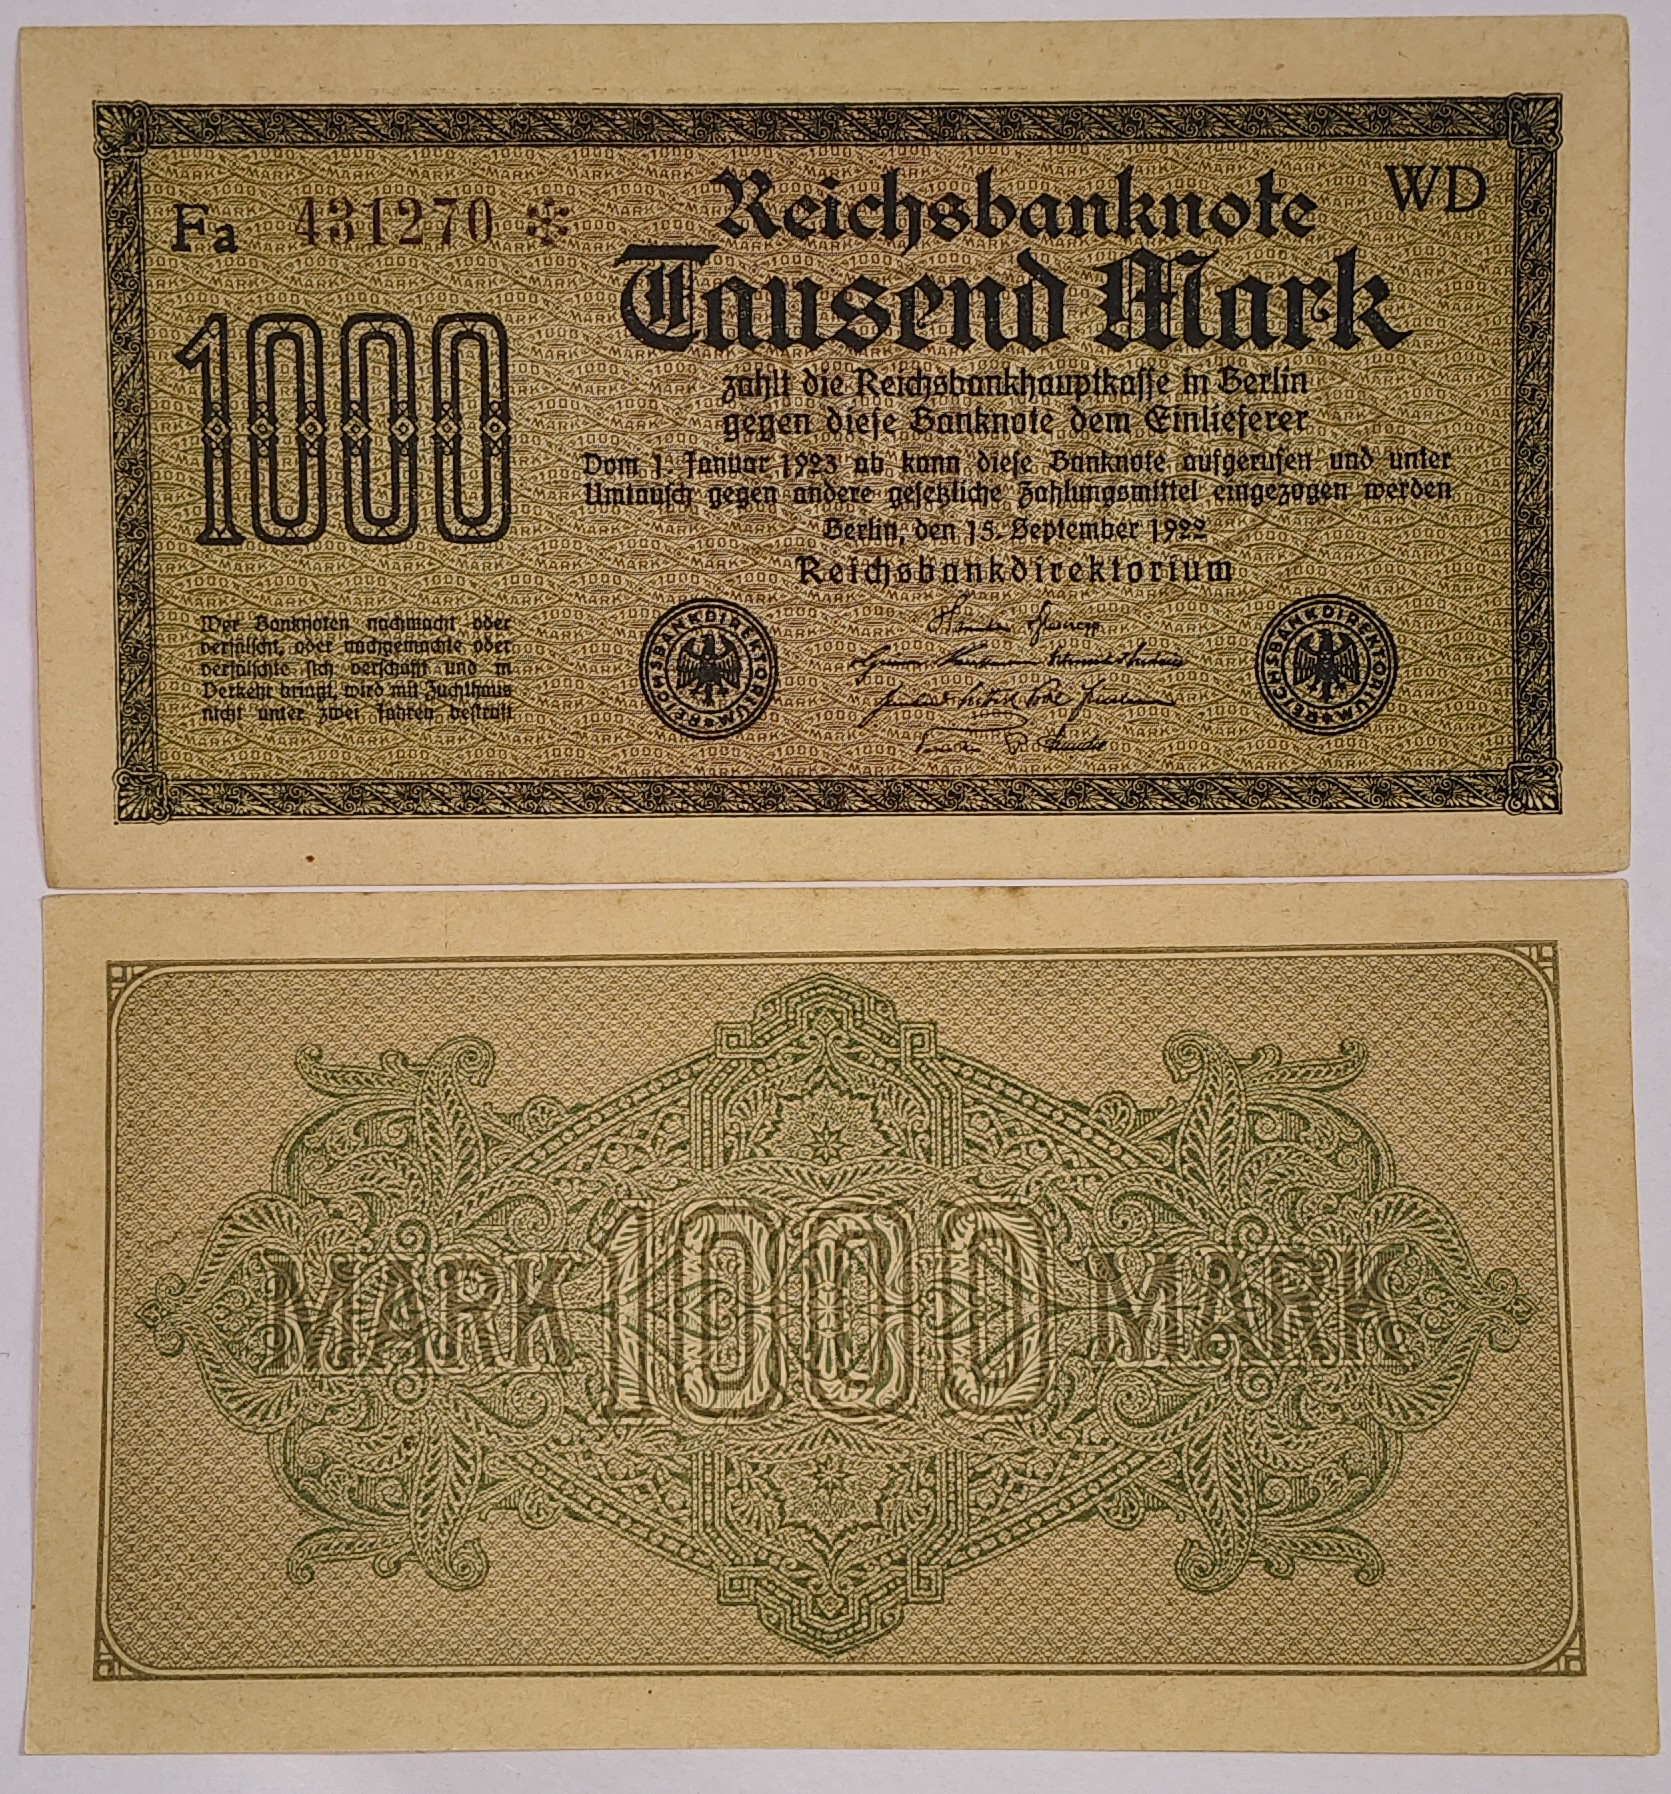 Fa 431270 * WD
Reichsbanknote
Tausend Mark
1000
zahlt die Reichsbankhauptkasse in Berlin
gegen diese Banknote dem Einlieferer
Vom 1. Januar 1923 ab kann diese Banknote aufgerufen und unter
Umtausch gegen andere gesetzliche Zahlungsmittel eingezogen werden
Berlin, den 15. September 1922
Reichsbankdirektorium
Wer Banknoten nachmacht oder
verfälscht, oder nachgemachte oder
verfälschte sich verschafft und in
Verkehr bringt, wird mit Zuchthaus
nicht unter zwei Jahren bestraft
REICHSBANKDIREKTORIUM
REICHSBANKDIREKTORIUM
MARK 1000 MARK